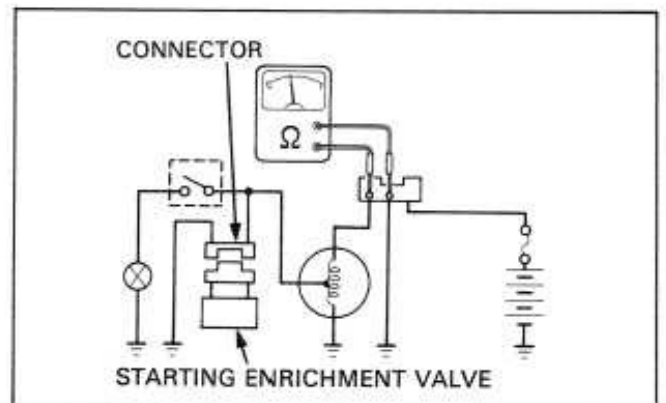 CONNECTOR
Ω
STARTING ENRICHMENT VALVE